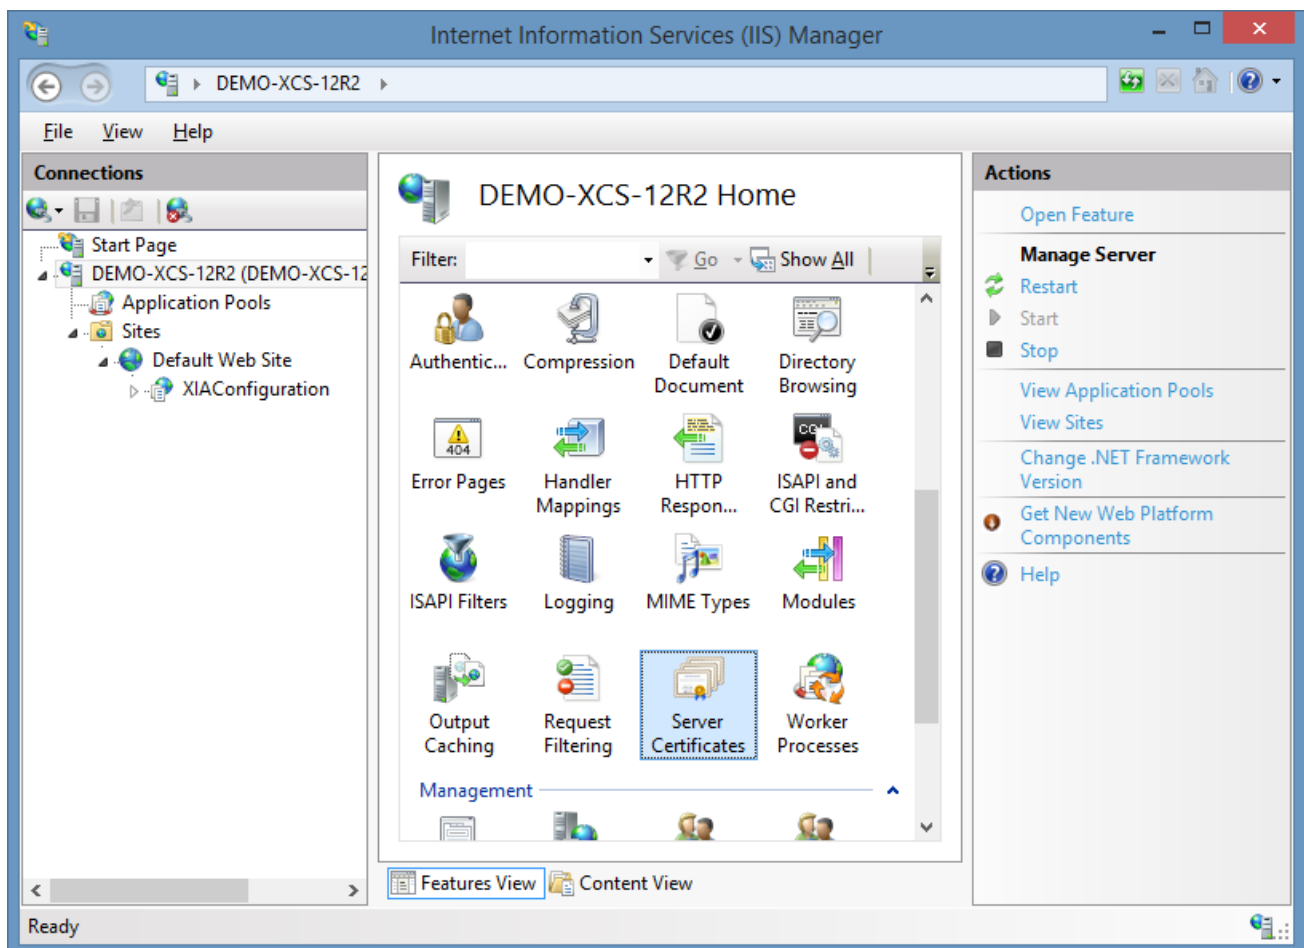 Internet Information Services (IIS) Manager
DEMO-XCS-12R2
File View Help
Connections
Start Page
DEMO-XCS-12R2 (DEMO-XCS-12
Application Pools
Sites
Default Web Site
XIAConfiguration
DEMO-XCS-12R2 Home
Filter: Go Show All
Authentic... Compression Default Directory
Document Browsing
404
CGI
Error Pages Handler HTTP ISAPI and
Mappings Respon... CGI Restri...
ISAPI Filters Logging MIME Types Modules
Output Request Server Worker
Caching Filtering Certificates Processes
Management
Features View Content View
Actions
Open Feature
Manage Server
Restart
Start
Stop
View Application Pools
View Sites
Change .NET Framework
Version
Get New Web Platform
Components
Help
Ready